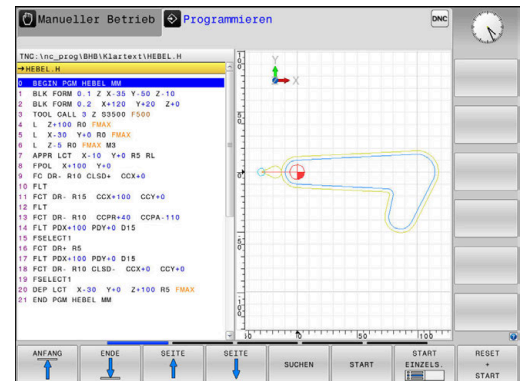 Manueller Betrieb
Programmieren
DNC
TNC:\nc_prog\BHB\Klartext\HEBEL.H
→HEBEL.H
0 BEGIN PGM HEBEL MM
1 BLK FORM 0.1 Z X-35 Y-50 Z-10
2 BLK FORM 0.2 X+120 Y+20 Z+0
3 TOOL CALL 3 Z S3500 F500
4 L Z+100 R0 FMAX
5 L X-30 Y+0 R0 FMAX
6 L Z-5 R0 FMAX M3
7 APPR LCT X-10 Y+0 R5 RL
8 FPOL X+100 Y+0
9 FC DR- R10 CLSD+ CCX+0
10 FLT
11 FCT DR- R15 CCX+100 CCY+0
12 FLT
13 FCT DR- R10 CCPR+40 CCPA-110
14 FLT PDX+100 PDY+0 D15
15 FSELECT1
16 FCT DR+ R5
17 FLT PDX+100 PDY+0 D15
18 FCT DR- R10 CLSD- CCX+0 CCY+0
19 FSELECT1
20 DEP LCT X-30 Y+0 Z+100 R5 FMAX
21 END PGM HEBEL MM
Y
X
0
50
100
ANFANG
ENDE
SEITE
SEITE
SUCHEN
START
START EINZELS.
RESET + START